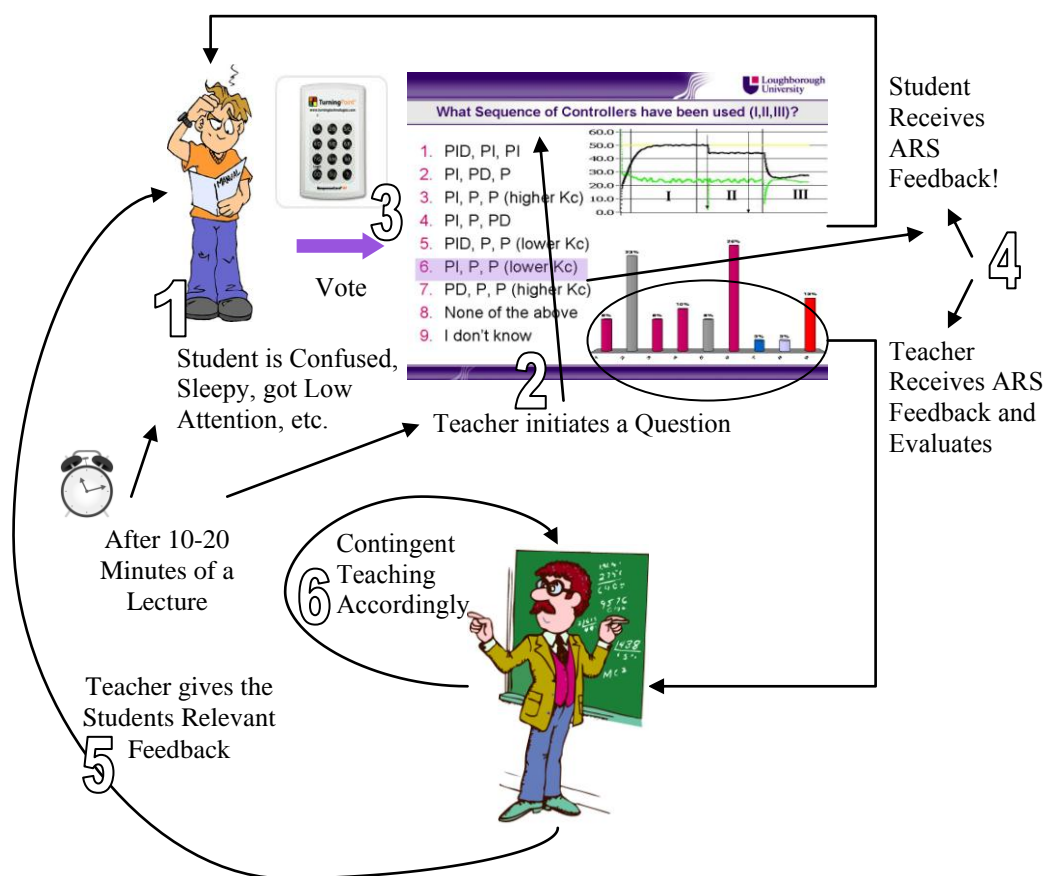 Loughborough
University
What Sequence of Controllers have been used (I,II,III)?
1. PID, PI, PI
2. PI, PD, P
3. PI, P, P (higher Kc)
4. PI, P, PD
5. PID, P, P (lower Kc)
6. PI, P, P (lower Kc)
7. PD, P, P (higher Kc)
8. None of the above
9. I don't know
60.0
50.0
40.0
30.0
20.0
10.0
0.0
I II III
TurningPoint
MANUAL
Student
Receives
ARS
Feedback!
3
Vote
4
1
Student is Confused,
Sleepy, got Low
Attention, etc.
2
Teacher initiates a Question
Teacher
Receives ARS
Feedback and
Evaluates
After 10-20
Minutes of a
Lecture
6
Contingent
Teaching
Accordingly
5
Teacher gives the
Students Relevant
Feedback
9576
1438
MC²